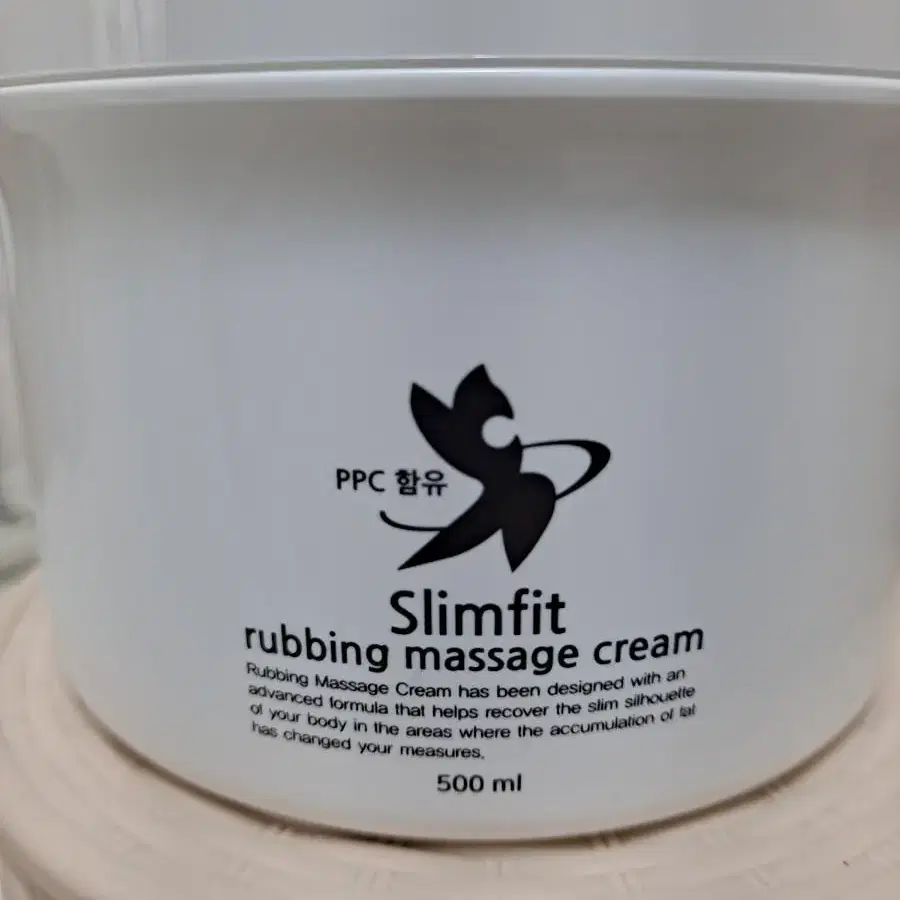 PPC 함유
Slimfit
rubbing massage cream
Rubbing Massage Cream has been designed with an
advanced formula that helps recover the slim silhouette
of your body in the areas where the accumulation of fat
has changed your measures.
500 ml